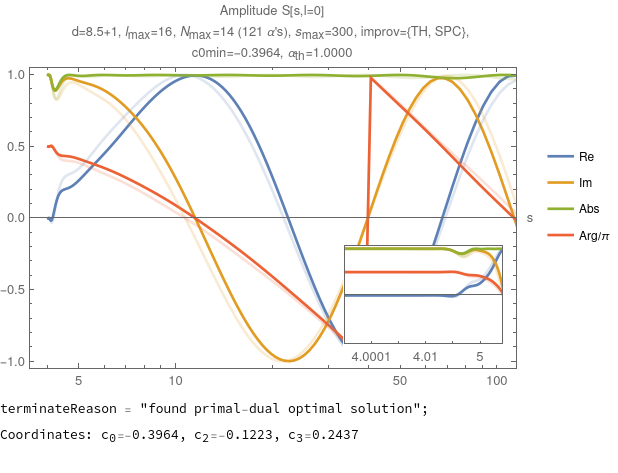 Amplitude S[s,l=0]
d=8.5+1, lmax=16, Nmax=14 (121 α's), smax=300, improv={TH, SPC},
c0min=-0.3964, αth=1.0000
1.0
0.5
0.0
-0.5
-1.0
s
Re
Im
Abs
Arg/π
4.0001 4.01 5
5 10 50 100
terminateReason = "found primal-dual optimal solution";
Coordinates: c0=-0.3964, c2=-0.1223, c3=0.2437